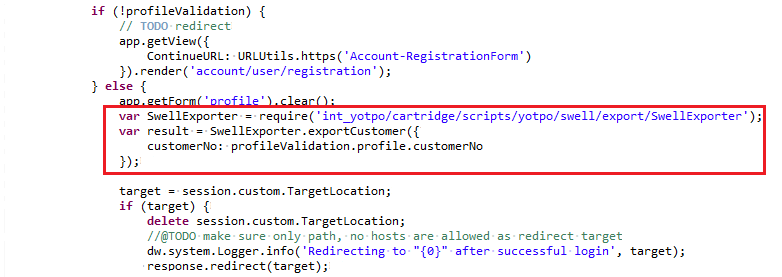 if (!profileValidation) {
// TODO redirect
app.getView({
ContinueURL: URLUtils.https('Account-RegistrationForm')
}).render('account/user/registration');
} else {
app.getForm('profile').clear();
var SwellExporter = require('int_yotpo/cartridge/scripts/yotpo/swell/export/SwellExporter');
var result = SwellExporter.exportCustomer({
customerNo: profileValidation.profile.customerNo
});
target = session.custom.TargetLocation;
if (target) {
delete session.custom.TargetLocation;
//@TODO make sure only path, no hosts are allowed as redirect target
dw.system.Logger.info('Redirecting to "{0}" after successful login', target);
response.redirect(target);